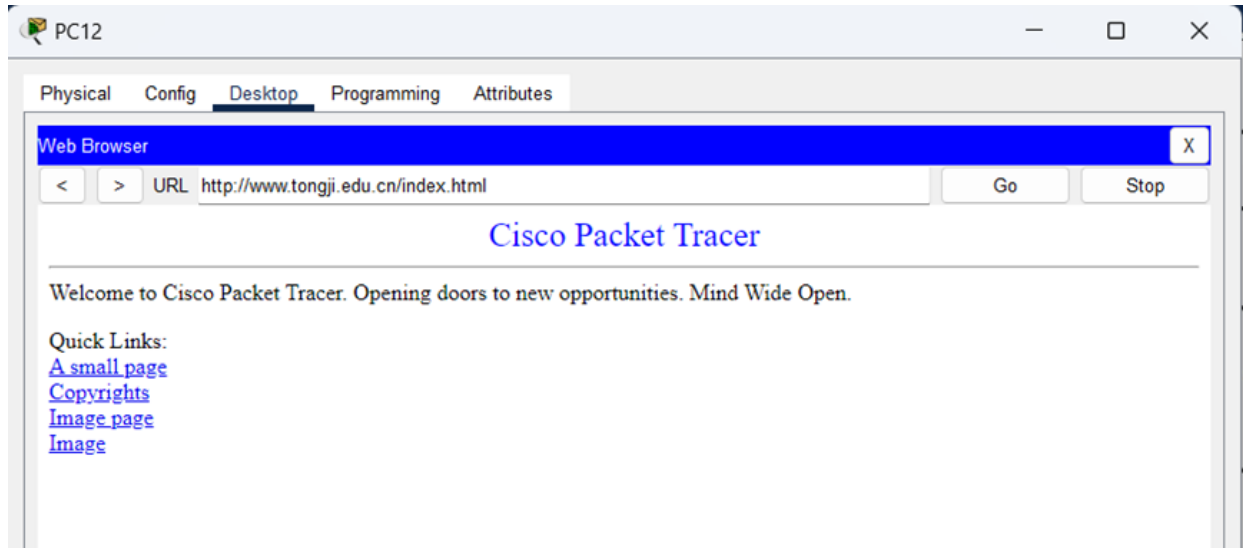 PC12
Physical Config Desktop Programming Attributes
Web Browser X
< > URL http://www.tongji.edu.cn/index.html Go Stop
Cisco Packet Tracer
Welcome to Cisco Packet Tracer. Opening doors to new opportunities. Mind Wide Open.
Quick Links:
A small page
Copyrights
Image page
Image